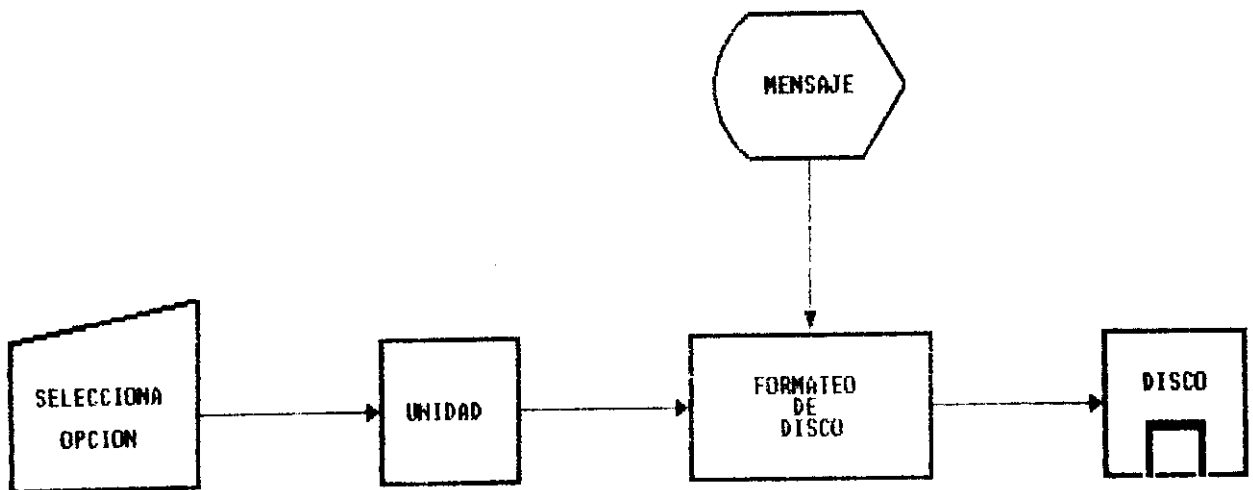 MENSAJE
SELECCIONA
OPCION
UNIDAD
FORMATEO
DE
DISCO
DISCO